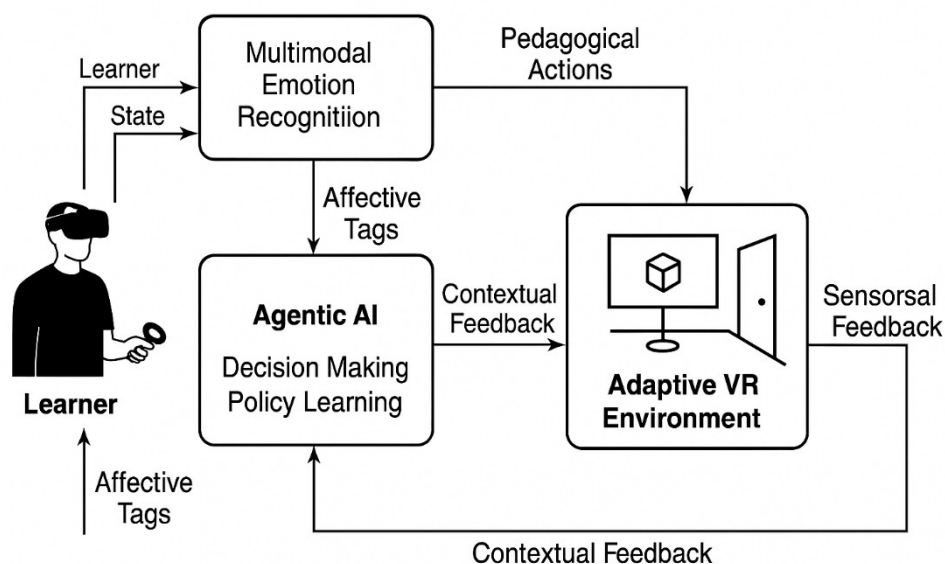 Multimodal
Emotion
Recognitiion
Learner
State
Pedagogical
Actions
Affective
Tags
Agentic AI
Decision Making
Policy Learning
Contextual
Feedback
Adaptive VR
Environment
Sensorsal
Feedback
Learner
Affective
Tags
Contextual Feedback